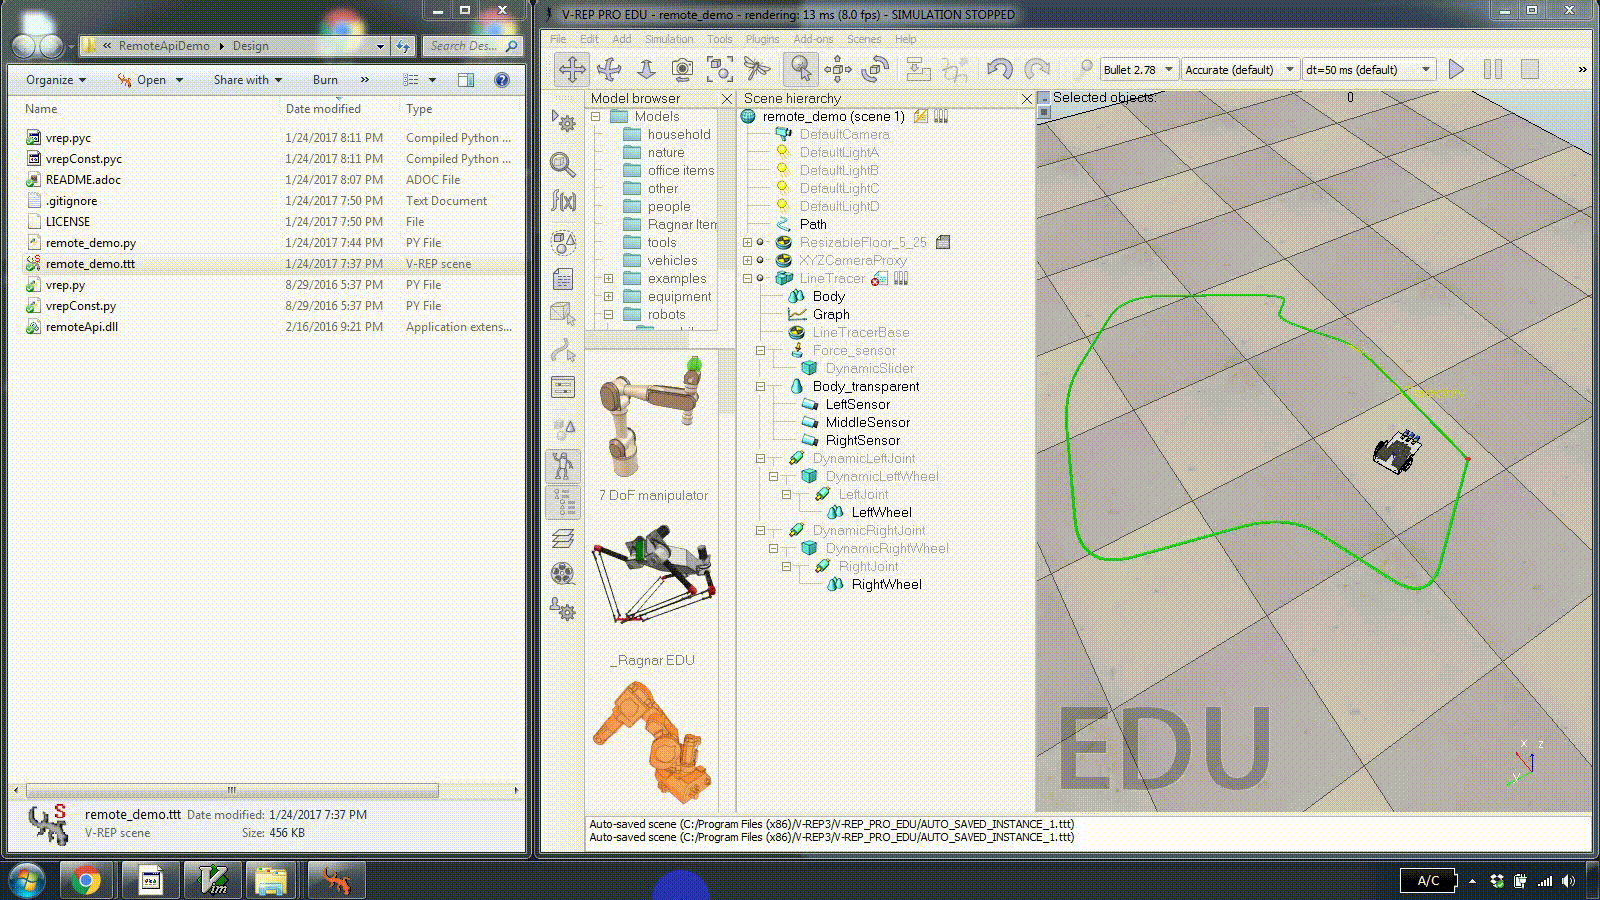 « RemoteApiDemo ▸ Design
Search Des...
Organize
Open
Share with
Burn
»
Name
Date modified
Type
vrep.pyc 1/24/2017 8:11 PM Compiled Python ...
vrepConst.pyc 1/24/2017 8:11 PM Compiled Python ...
README.adoc 1/24/2017 8:07 PM ADOC File
.gitignore 1/24/2017 7:50 PM Text Document
LICENSE 1/24/2017 7:50 PM File
remote_demo.py 1/24/2017 7:44 PM PY File
remote_demo.ttt 1/24/2017 7:37 PM V-REP scene
vrep.py 8/29/2016 5:37 PM PY File
vrepConst.py 8/29/2016 5:37 PM PY File
remoteApi.dll 2/16/2016 9:21 PM Application extens...
remote_demo.ttt Date modified: 1/24/2017 7:37 PM
V-REP scene Size: 456 KB
V-REP PRO EDU - remote_demo - rendering: 13 ms (8.0 fps) - SIMULATION STOPPED
File Edit Add Simulation Tools Plugins Add-ons Scenes Help
Bullet 2.78 Accurate (default) dt=50 ms (default) »
Model browser
Models
household
nature
office items
other
people
Ragnar Item
tools
vehicles
examples
equipment
robots
7 DoF manipulator
_Ragnar EDU
Scene hierarchy
remote_demo (scene 1)
DefaultCamera
DefaultLightA
DefaultLightB
DefaultLightC
DefaultLightD
Path
ResizableFloor_5_25
XYZCameraProxy
LineTracer
Body
Graph
LineTracerBase
Force_sensor
DynamicSlider
Body_transparent
LeftSensor
MiddleSensor
RightSensor
DynamicLeftJoint
DynamicLeftWheel
LeftJoint
LeftWheel
DynamicRightJoint
DynamicRightWheel
RightJoint
RightWheel
Selected objects: 0
EDU
x z
y
Auto-saved scene (C:/Program Files (x86)/V-REP3/V-REP_PRO_EDU/AUTO_SAVED_INSTANCE_1.ttt)
Auto-saved scene (C:/Program Files (x86)/V-REP3/V-REP_PRO_EDU/AUTO_SAVED_INSTANCE_1.ttt)
Vim
A/C